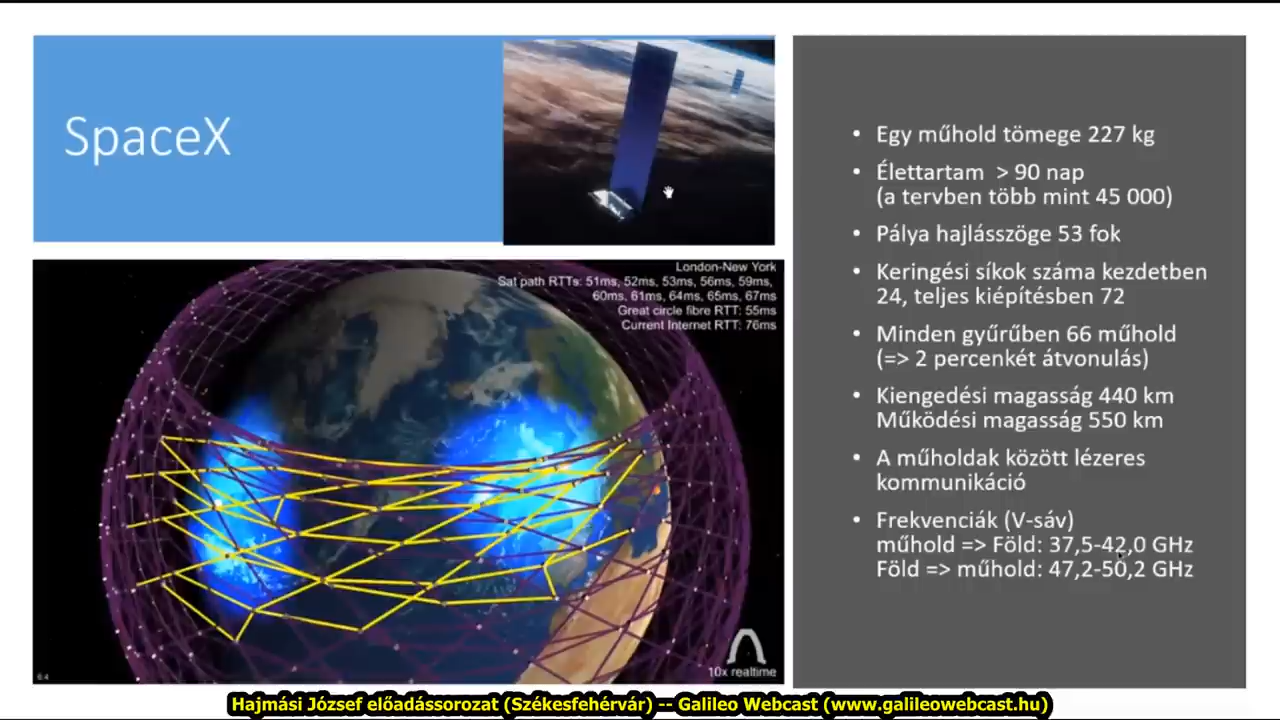 SpaceX
London-New York
Sat path RTTs: 51ms, 52ms, 53ms, 56ms, 59ms,
60ms, 61ms, 64ms, 65ms, 67ms
Great circle fibre RTT: 55ms
Current Internet RTT: 76ms
6.4
10x realtime
• Egy műhold tömege 227 kg
• Élettartam > 90 nap
(a tervben több mint 45 000)
• Pálya hajlásszöge 53 fok
• Keringési síkok száma kezdetben
24, teljes kiépítésben 72
• Minden gyűrűben 66 műhold
(=> 2 percenkét átvonulás)
• Kiengedési magasság 440 km
Működési magasság 550 km
• A műholdak között lézeres
kommunikáció
• Frekvenciák (V-sáv)
műhold => Föld: 37,5-42,0 GHz
Föld => műhold: 47,2-50,2 GHz
Hajmási József előadássorozat (Székesfehérvár) -- Galileo Webcast (www.galileowebcast.hu)